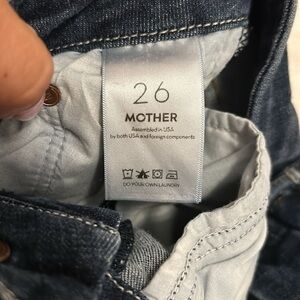 26
MOTHER
Assembled in USA
by both USA and foreign components
DO YOUR OWN LAUNDRY